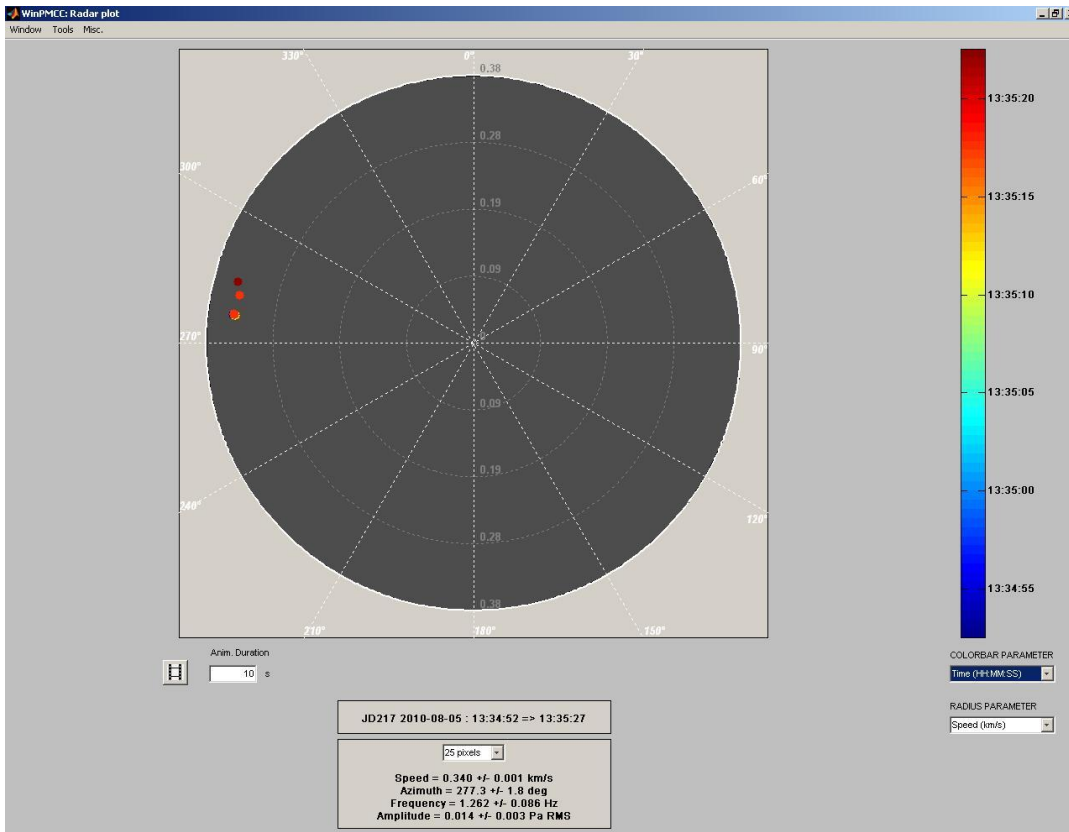 WinPMCC: Radar plot
Window Tools Misc.
330°
0°
30°
0.38
0.28
300°
60°
0.19
0.09
270°
0
90°
0.09
0.19
240°
120°
0.28
0.38
210°
180°
150°
13:35:20
13:35:15
13:35:10
13:35:05
13:35:00
13:34:55
Anim. Duration
10 s
COLORBAR PARAMETER
Time (HH:MM:SS)
RADIUS PARAMETER
Speed (km/s)
JD217 2010-08-05 : 13:34:52 => 13:35:27
25 pixels
Speed = 0.340 +/- 0.001 km/s
Azimuth = 277.3 +/- 1.8 deg
Frequency = 1.262 +/- 0.086 Hz
Amplitude = 0.014 +/- 0.003 Pa RMS